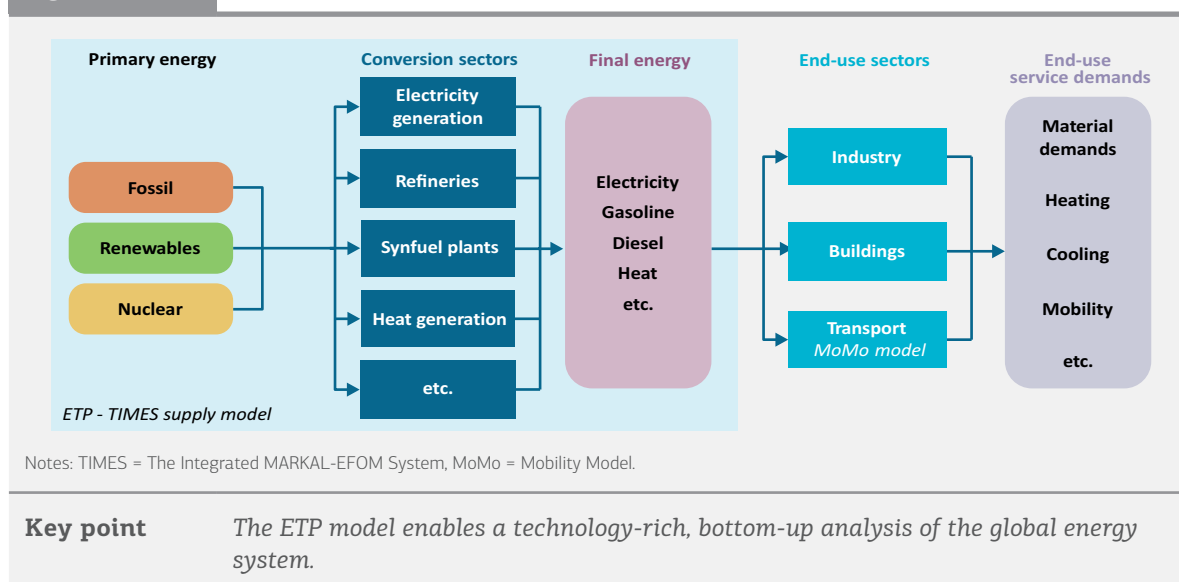 Primary energy
Conversion sectors
Final energy
End-use sectors
End-use
service demands
Fossil
Renewables
Nuclear
Electricity
generation
Refineries
Synfuel plants
Heat generation
etc.
Electricity
Gasoline
Diesel
Heat
etc.
Industry
Buildings
Transport
MoMo model
Material
demands
Heating
Cooling
Mobility
etc.
ETP - TIMES supply model
Notes: TIMES = The Integrated MARKAL-EFOM System, MoMo = Mobility Model.
Key point The ETP model enables a technology-rich, bottom-up analysis of the global energy
system.